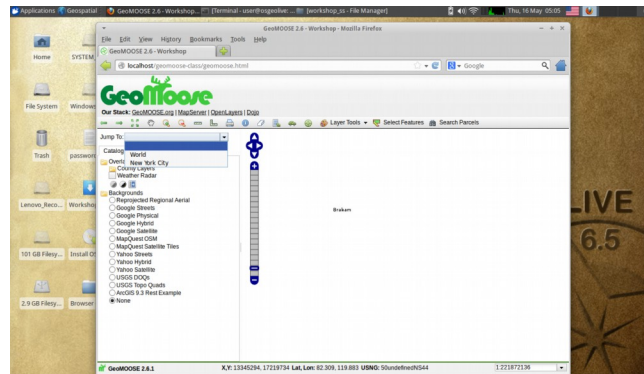 Applications Geospatial GeoMOOSE 2.6 - Workshop... [Terminal - user@osgeolive: ... [workshop_ss - File Manager] Thu, 16 May 05:05
GeoMOOSE 2.6 - Workshop - Mozilla Firefox
File Edit View History Bookmarks Tools Help
GeoMOOSE 2.6 - Workshop
localhost/geomoose-class/geomoose.html
Google
GeoMoose
Our Stack: GeoMOOSE.org | MapServer | OpenLayers | Dojo
Layer Tools Select Features Search Parcels
Jump To:
World
New York City
Catalog
County Layers
Weather Radar
Backgrounds
Reprojected Regional Aerial
Google Streets
Google Physical
Google Hybrid
Google Satellite
MapQuest OSM
MapQuest Satellite Tiles
Yahoo Streets
Yahoo Hybrid
Yahoo Satellite
USGS DOQs
USGS Topo Quads
ArcGIS 9.3 Rest Example
None
GeoMOOSE 2.6.1
X,Y: 13345294, 17219734 Lat, Lon: 82.309, 119.883 USNG: 50undefinedNS44
1:221872136
Home
File System
Trash
Lenovo_Reco...
101 GB Filesy...
2.9 GB Filesy...
SYSTEM
Window
password
Workshop
Install OS
Browser
LIVE
6.5